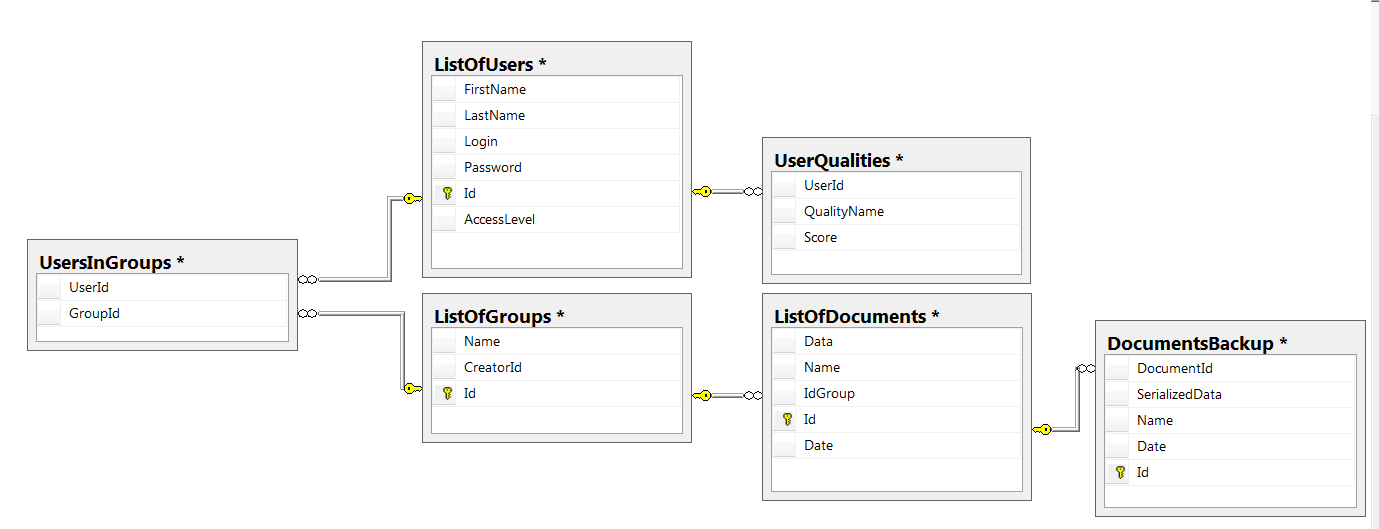 ListOfUsers *
FirstName
LastName
Login
Password
Id
AccessLevel
UserQualities *
UserId
QualityName
Score
UsersInGroups *
UserId
GroupId
ListOfGroups *
Name
CreatorId
Id
ListOfDocuments *
Data
Name
IdGroup
Id
Date
DocumentsBackup *
DocumentId
SerializedData
Name
Date
Id